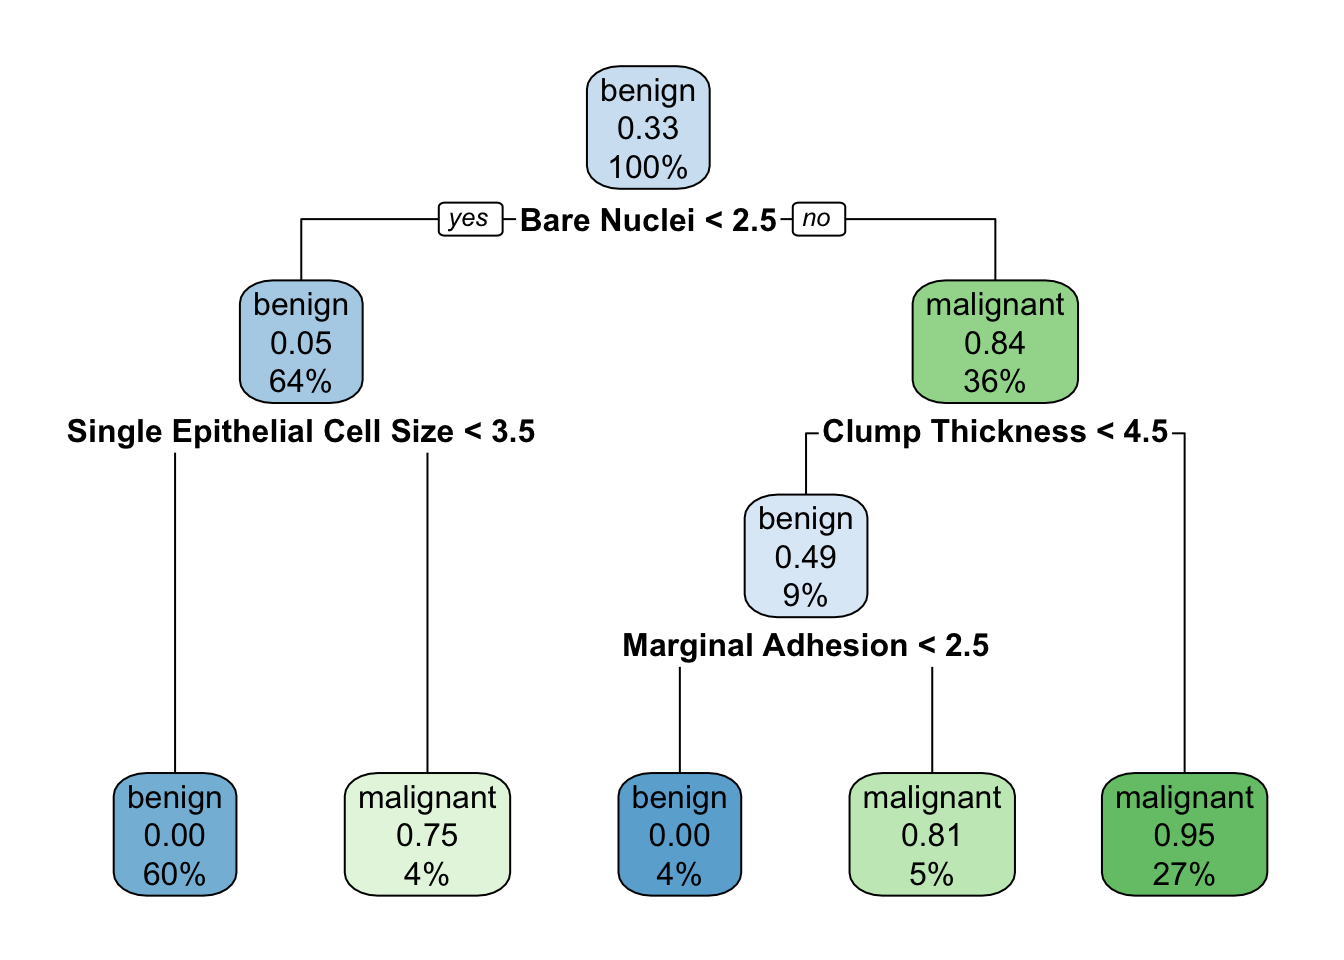 benign
0.33
100%
yes
Bare Nuclei < 2.5
no
benign
0.05
64%
malignant
0.84
36%
Single Epithelial Cell Size < 3.5
Clump Thickness < 4.5
benign
0.49
9%
Marginal Adhesion < 2.5
benign
0.00
60%
malignant
0.75
4%
benign
0.00
4%
malignant
0.81
5%
malignant
0.95
27%